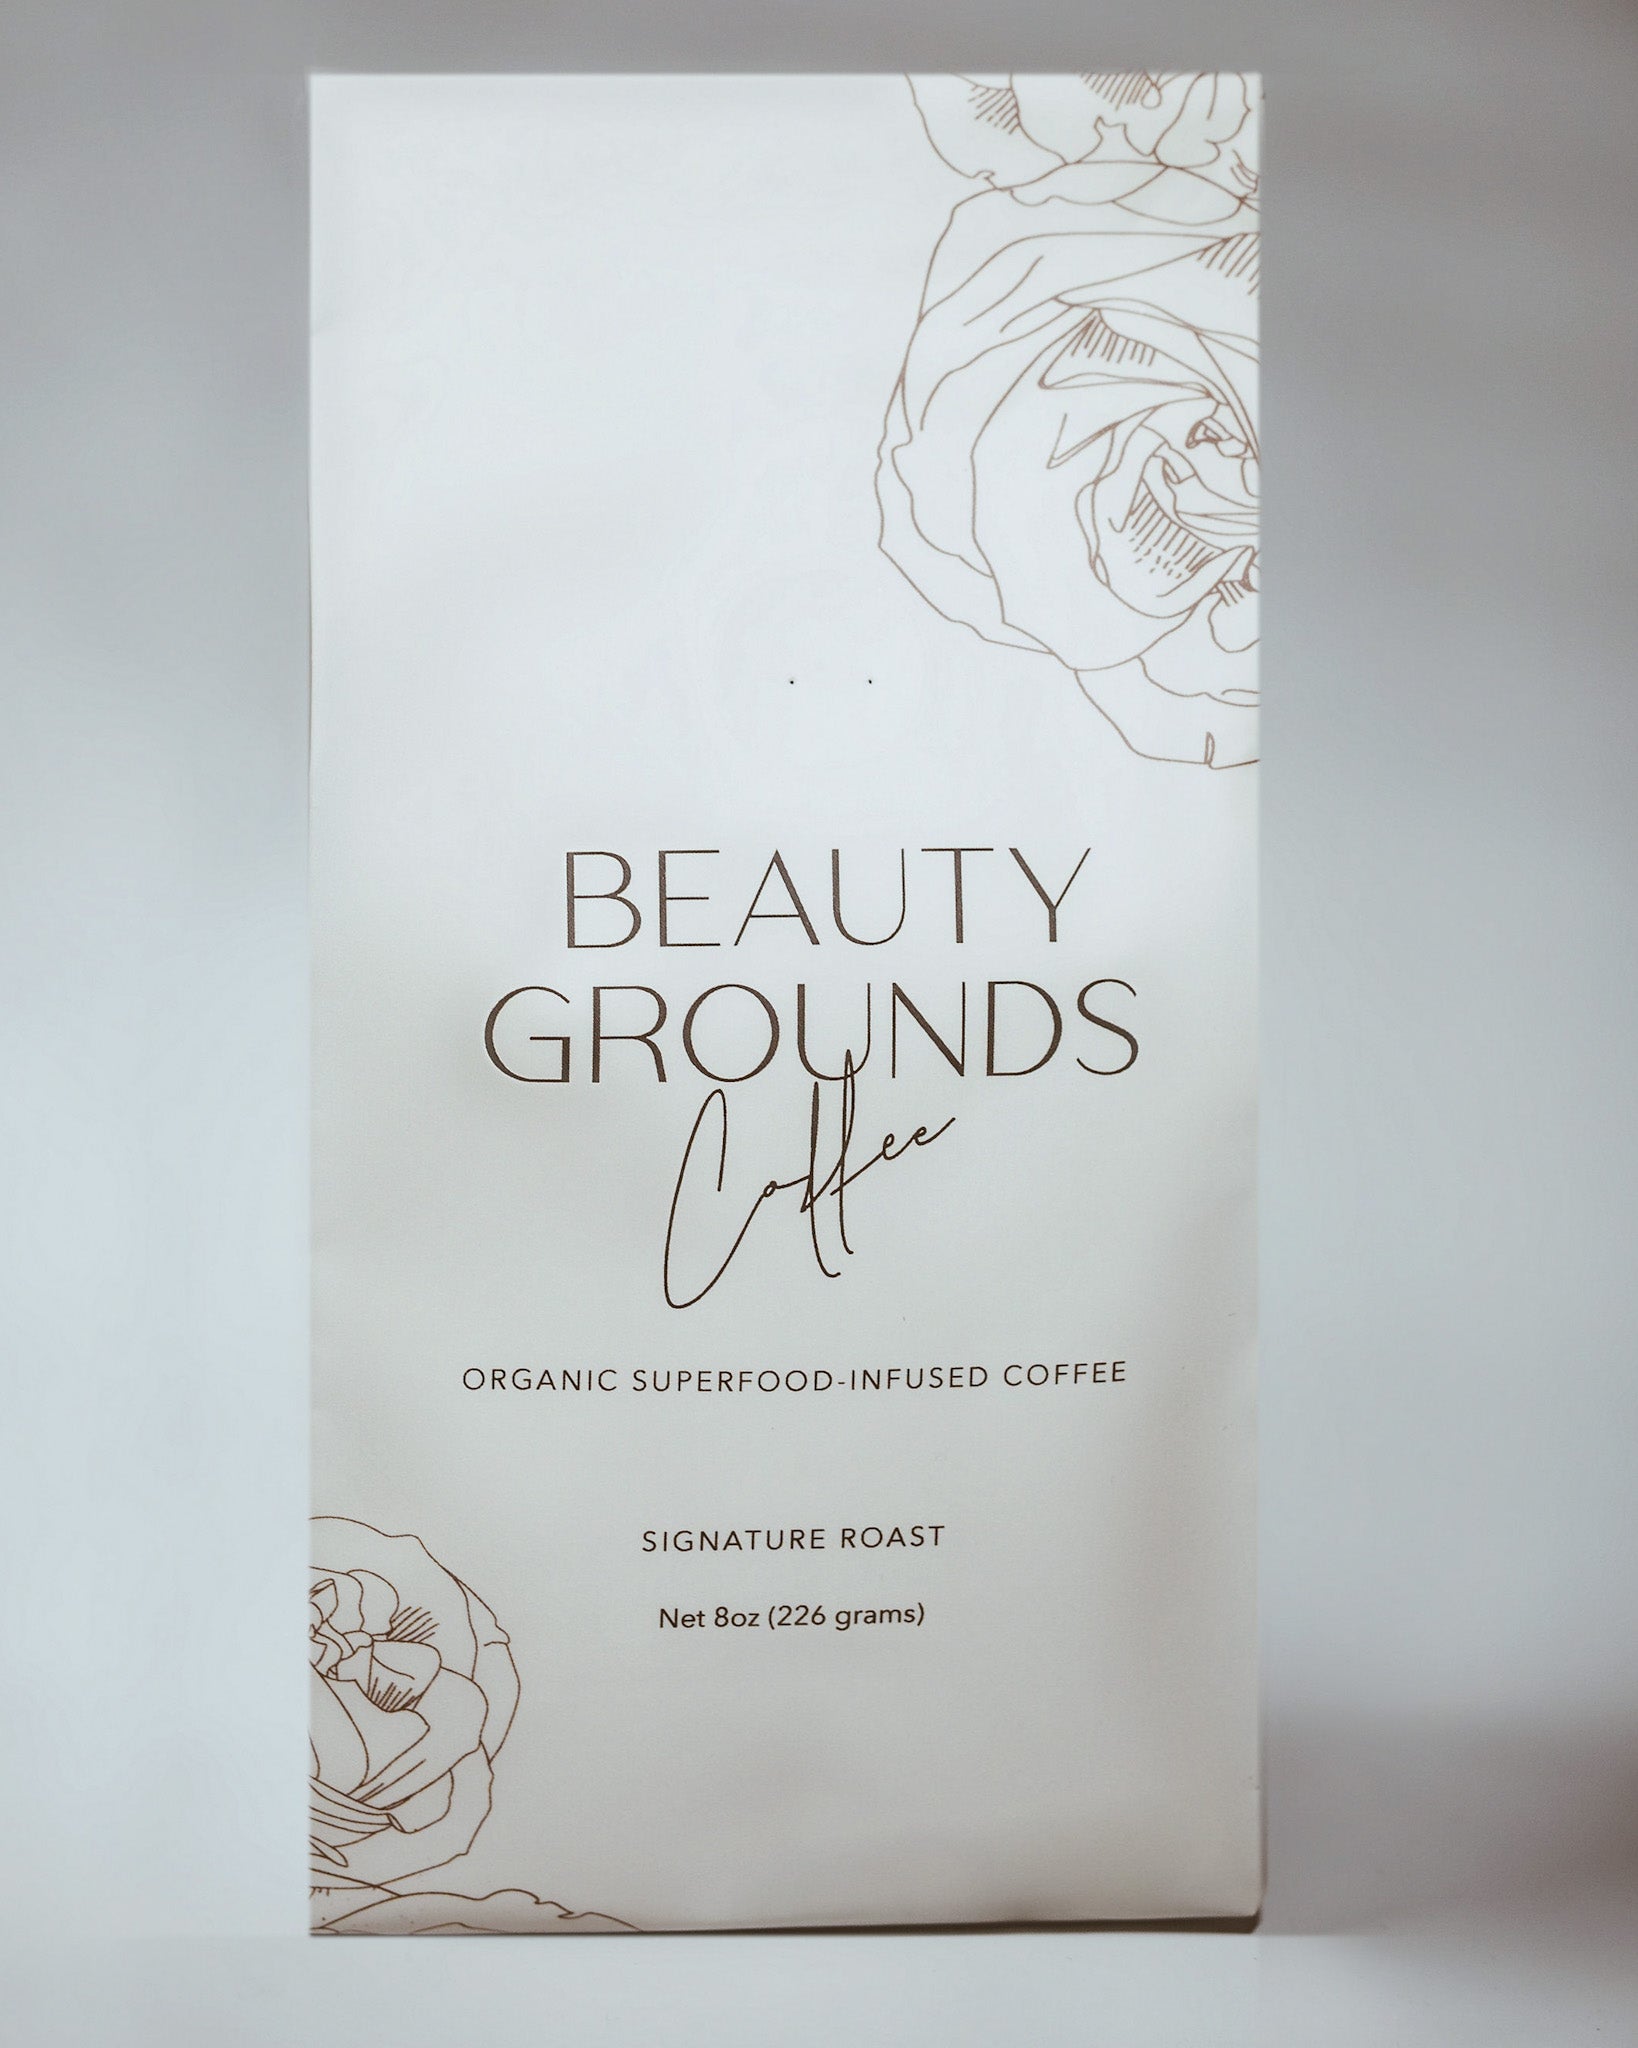 BEAUTY
GROUNDS
Coffee
ORGANIC SUPERFOOD-INFUSED COFFEE
SIGNATURE ROAST
Net 8oz (226 grams)